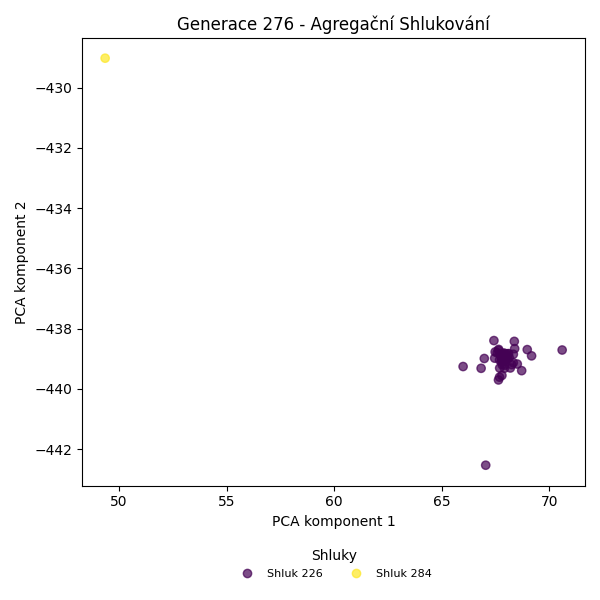 Generace 276 - Agregační Shlukování
−430
−432
−434
−436
−438
−440
−442
PCA komponent 2
50
55
60
65
70
PCA komponent 1
Shluky
Shluk 226
Shluk 284